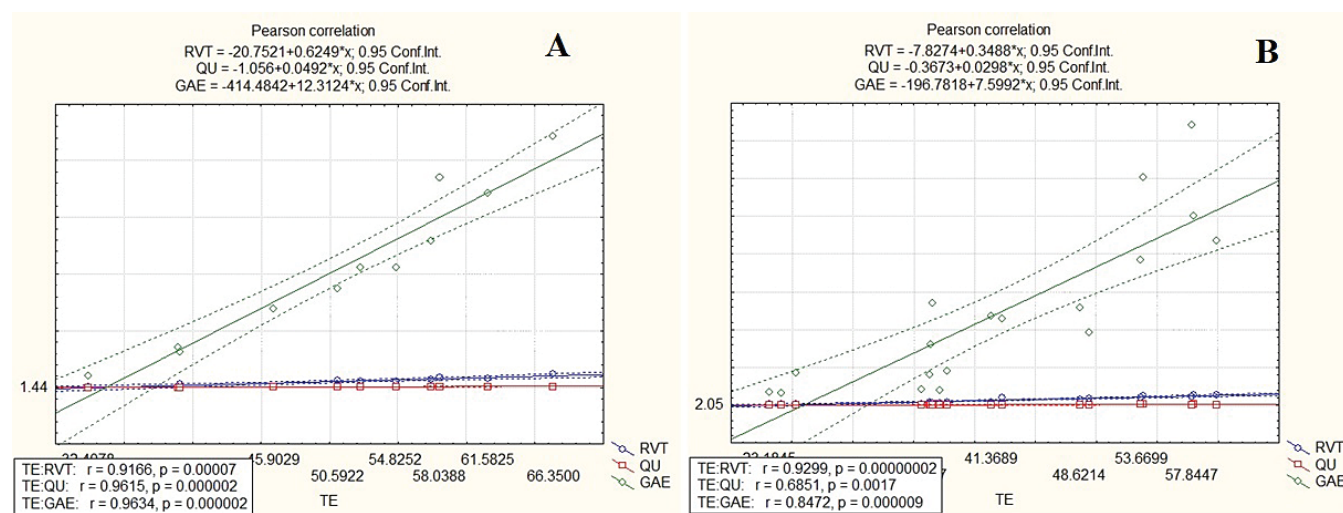 Pearson correlation
RVT = -20.7521+0.6249*x; 0.95 Conf.Int.
QU = -1.056+0.0492*x; 0.95 Conf.Int.
GAE = -414.4842+12.3124*x; 0.95 Conf.Int.
A
1.44
45.9029 54.8252 61.5825
50.5922 58.0388 66.3500
TE
TE:RVT: r = 0.9166, p = 0.00007
TE:QU: r = 0.9615, p = 0.000002
TE:GAE: r = 0.9634, p = 0.000002
RVT
QU
GAE
Pearson correlation
RVT = -7.8274+0.3488*x; 0.95 Conf.Int.
QU = -0.3673+0.0298*x; 0.95 Conf.Int.
GAE = -196.7818+7.5992*x; 0.95 Conf.Int.
B
2.05
41.3689 53.6699
48.6214 57.8447
TE
TE:RVT: r = 0.9299, p = 0.00000002
TE:QU: r = 0.6851, p = 0.0017
TE:GAE: r = 0.8472, p = 0.000009
RVT
QU
GAE